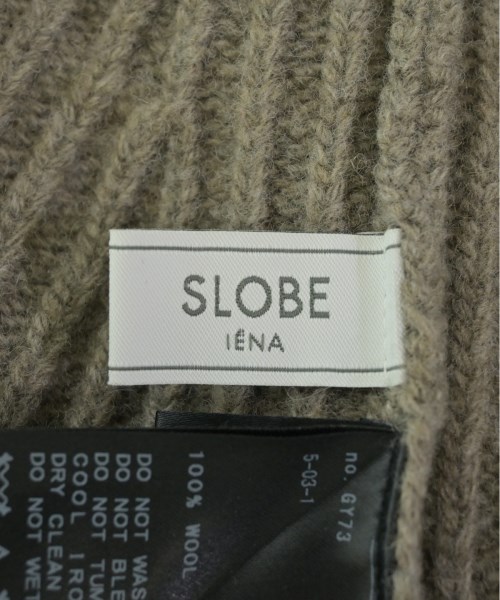 SLOBE
IÉNA
no. GY73
5-03-1
100% WOOL
DO NOT WAS
DO NOT BLE
DO NOT TUM
COOL IRO
DRY CLEAN
DO NOT WET